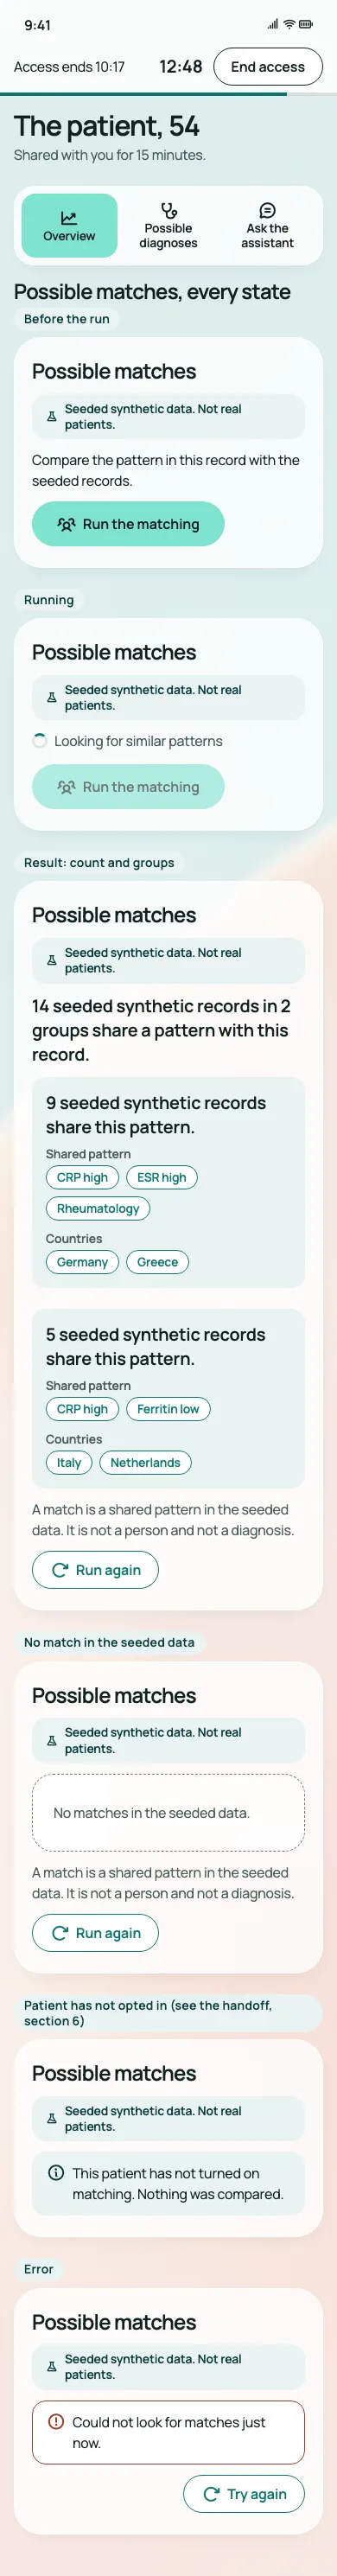 9:41
Access ends 10:17
12:48
End access
The patient, 54
Shared with you for 15 minutes.
Overview
Possible
diagnoses
Ask the
assistant
Possible matches, every state
Before the run
Possible matches
Seeded synthetic data. Not real
patients.
Compare the pattern in this record with the
seeded records.
Run the matching
Running
Possible matches
Seeded synthetic data. Not real
patients.
Looking for similar patterns
Run the matching
Result: count and groups
Possible matches
Seeded synthetic data. Not real
patients.
14 seeded synthetic records in 2
groups share a pattern with this
record.
9 seeded synthetic records
share this pattern.
Shared pattern
CRP high
ESR high
Rheumatology
Countries
Germany
Greece
5 seeded synthetic records
share this pattern.
Shared pattern
CRP high
Ferritin low
Countries
Italy
Netherlands
A match is a shared pattern in the seeded
data. It is not a person and not a diagnosis.
Run again
No match in the seeded data
Possible matches
Seeded synthetic data. Not real
patients.
No matches in the seeded data.
A match is a shared pattern in the seeded
data. It is not a person and not a diagnosis.
Run again
Patient has not opted in (see the handoff,
section 6)
Possible matches
Seeded synthetic data. Not real
patients.
This patient has not turned on
matching. Nothing was compared.
Error
Possible matches
Seeded synthetic data. Not real
patients.
Could not look for matches just
now.
Try again